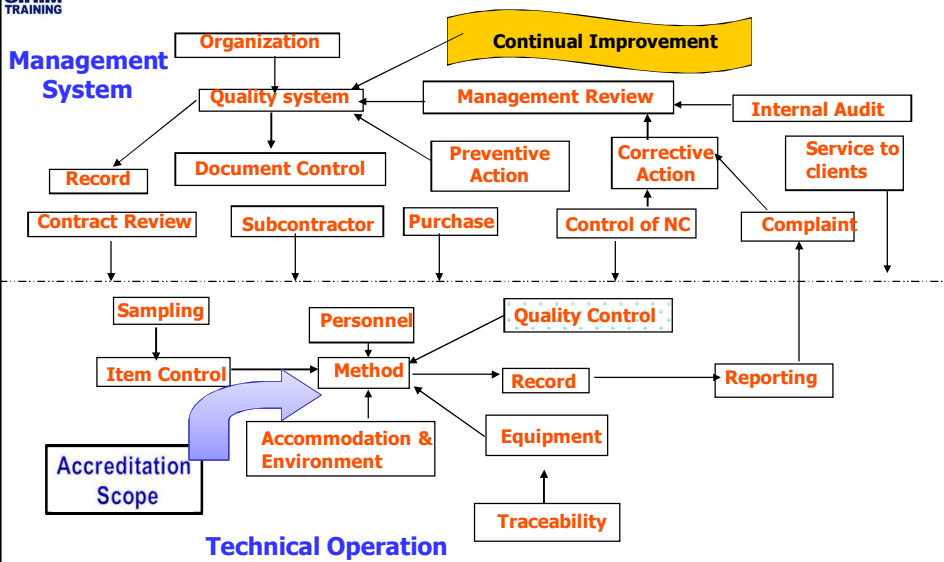 TRAINING
Organization
Continual Improvement
Management
System
Quality system
Management Review
Internal Audit
Document Control
Preventive
Action
Corrective
Action
Service to
clients
Record
Contract Review
Subcontractor
Purchase
Control of NC
Complaint
Sampling
Personnel
Quality Control
Item Control
Method
Record
Reporting
Accommodation &
Environment
Equipment
Accreditation
Scope
Traceability
Technical Operation